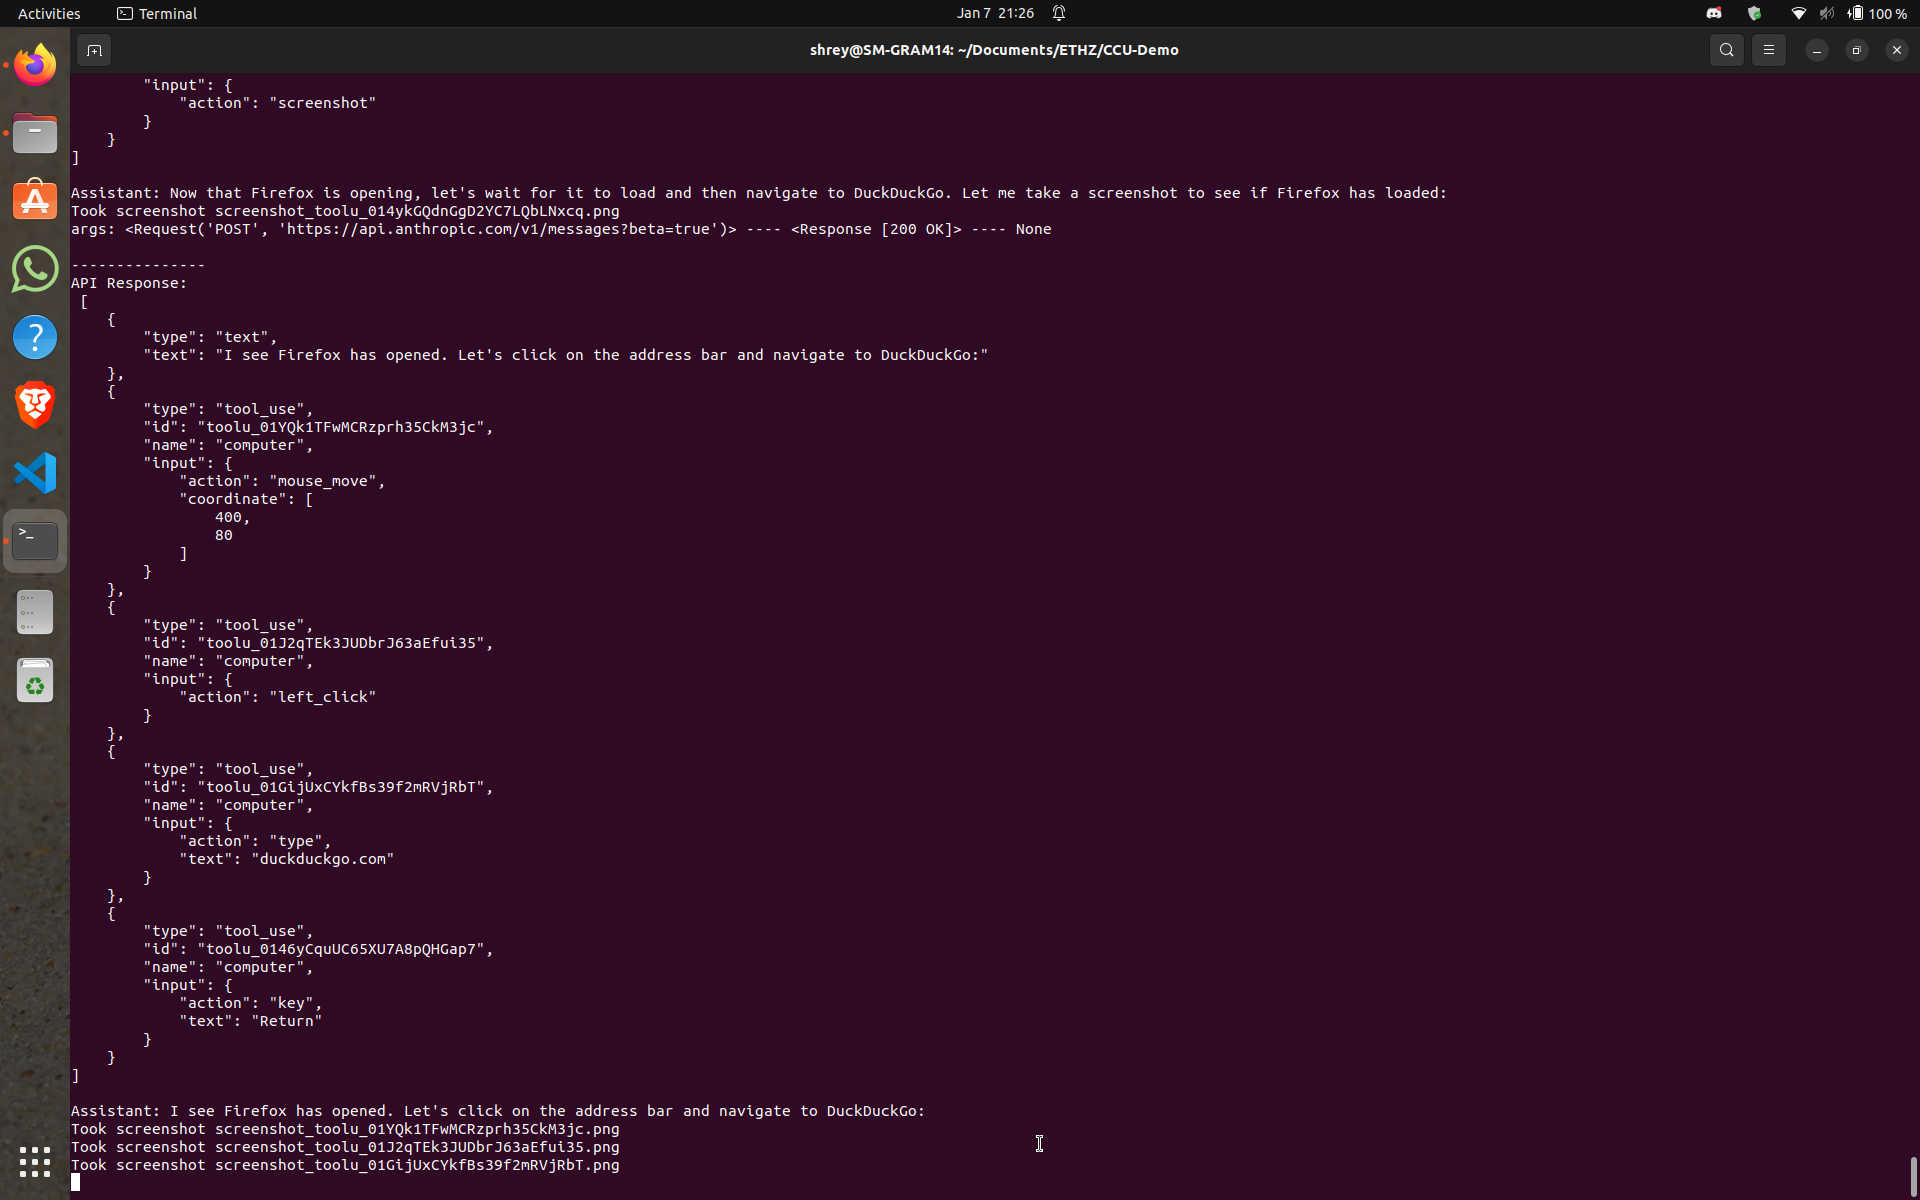 Activities
Terminal
Jan 7 21:26
100 %
shrey@SM-GRAM14: ~/Documents/ETHZ/CCU-Demo
"input": {
"action": "screenshot"
}
}
]
Assistant: Now that Firefox is opening, let's wait for it to load and then navigate to DuckDuckGo. Let me take a screenshot to see if Firefox has loaded:
Took screenshot screenshot_toolu_014ykGQdnGgD2YC7LQbLNxcq.png
args: <Request('POST', 'https://api.anthropic.com/v1/messages?beta=true')> ---- <Response [200 OK]> ---- None
---------------
API Response:
[
{
"type": "text",
"text": "I see Firefox has opened. Let's click on the address bar and navigate to DuckDuckGo:"
},
{
"type": "tool_use",
"id": "toolu_01YQk1TFwMCRzprh35CkM3jc",
"name": "computer",
"input": {
"action": "mouse_move",
"coordinate": [
400,
80
]
}
},
{
"type": "tool_use",
"id": "toolu_01J2qTEk3JUDbrJ63aEfui35",
"name": "computer",
"input": {
"action": "left_click"
}
},
{
"type": "tool_use",
"id": "toolu_01GijUxCYkfBs39f2mRVjRbT",
"name": "computer",
"input": {
"action": "type",
"text": "duckduckgo.com"
}
},
{
"type": "tool_use",
"id": "toolu_0146yCquUC65XU7A8pQHGap7",
"name": "computer",
"input": {
"action": "key",
"text": "Return"
}
}
]
Assistant: I see Firefox has opened. Let's click on the address bar and navigate to DuckDuckGo:
Took screenshot screenshot_toolu_01YQk1TFwMCRzprh35CkM3jc.png
Took screenshot screenshot_toolu_01J2qTEk3JUDbrJ63aEfui35.png
Took screenshot screenshot_toolu_01GijUxCYkfBs39f2mRVjRbT.png